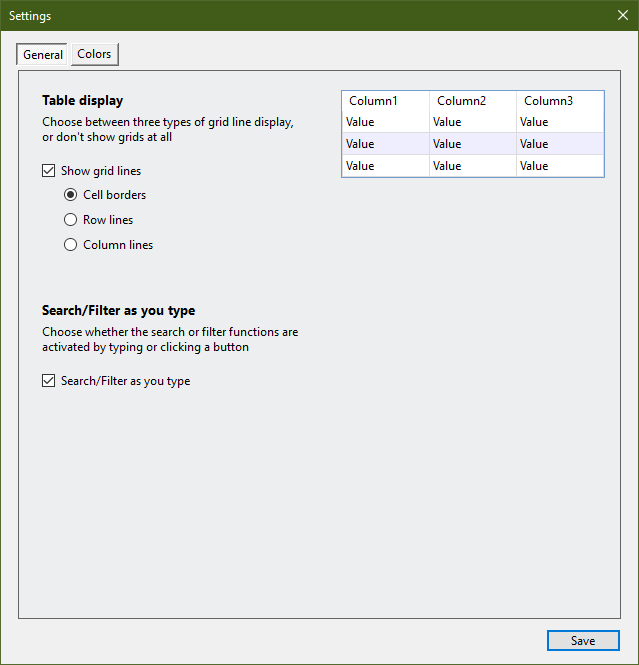 Settings
General Colors
Table display
Choose between three types of grid line display,
or don't show grids at all
Show grid lines
Cell borders
Row lines
Column lines
Column1 Column2 Column3
Value Value Value
Value Value Value
Value Value Value
Search/Filter as you type
Choose whether the search or filter functions are
activated by typing or clicking a button
Search/Filter as you type
Save